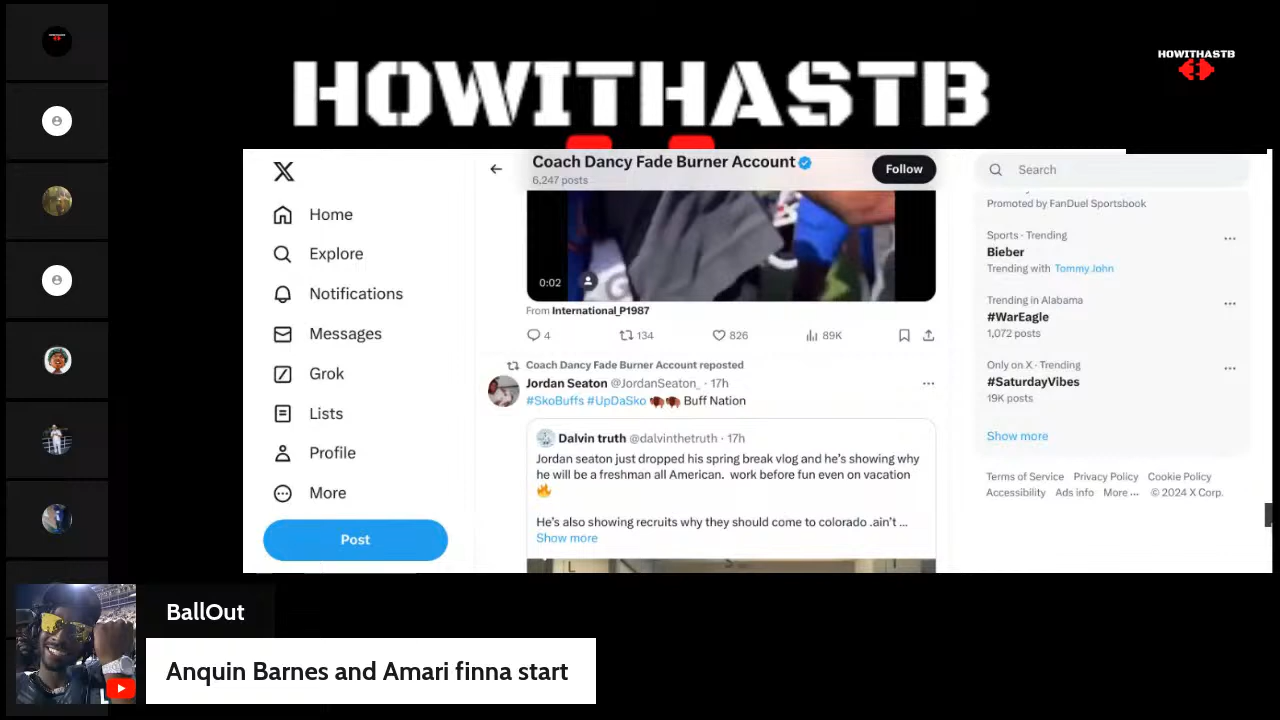 HOWITHASTB
HOWITHASTB
Coach Dancy Fade Burner Account
6,247 posts
Follow
Search
Home
Explore
Notifications
Messages
Grok
Lists
Profile
More
Post
0:02
From International_P1987
4
134
826
89K
Coach Dancy Fade Burner Account reposted
Jordan Seaton @JordanSeaton_ · 17h
#SkoBuffs #UpDaSko 🦬🦬 Buff Nation
Dalvin truth @dalvinthetruth · 17h
Jordan seaton just dropped his spring break vlog and he's showing why
he will be a freshman all American. work before fun even on vacation
🔥
He's also showing recruits why they should come to colorado .ain't ...
Show more
Promoted by FanDuel Sportsbook
Sports · Trending
Bieber
Trending with Tommy John
Trending in Alabama
#WarEagle
1,072 posts
Only on X · Trending
#SaturdayVibes
19K posts
Show more
Terms of Service Privacy Policy Cookie Policy
Accessibility Ads info More ... © 2024 X Corp.
BallOut
Anquin Barnes and Amari finna start